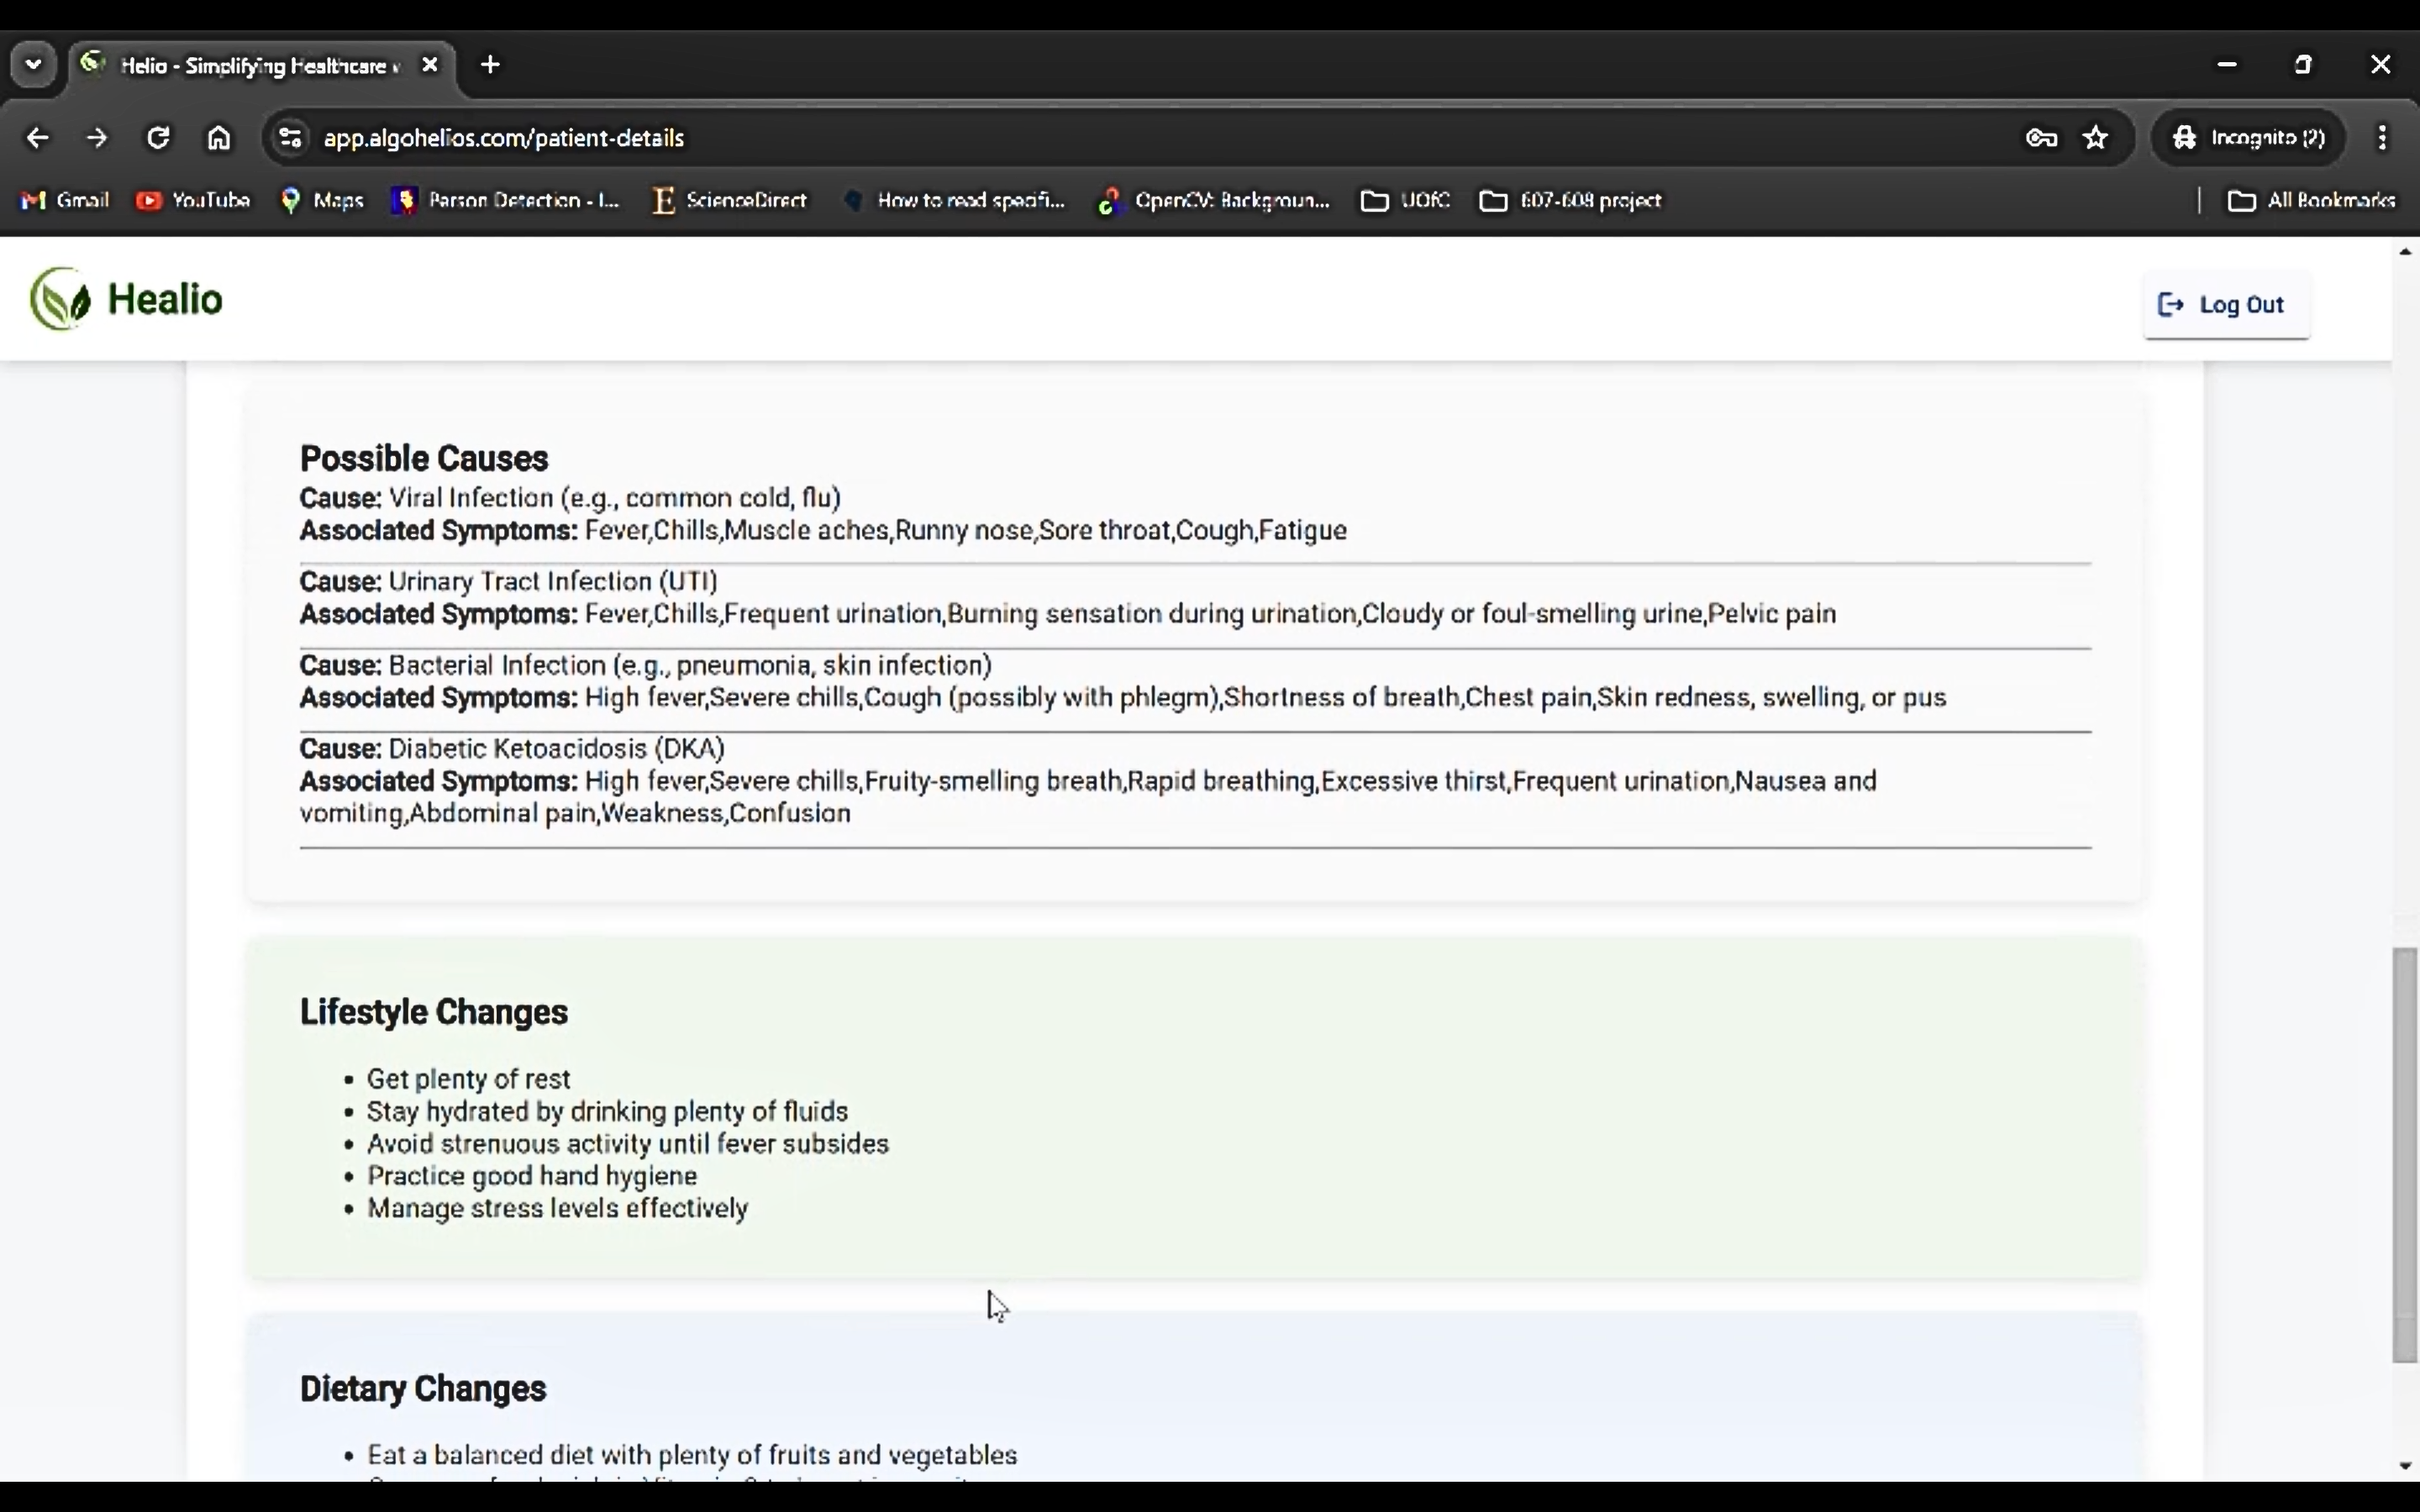 Helio - Simplifying Healthcare
app.algohelios.com/patient-details
Incognito (2)
Gmail
YouTube
Maps
Person Detection - I...
ScienceDirect
How to read specifi...
OpenCV: Backgroun...
UOfC
607-608 project
All Bookmarks
Healio
Log Out
Possible Causes
Cause: Viral Infection (e.g., common cold, flu)
Associated Symptoms: Fever,Chills,Muscle aches,Runny nose,Sore throat,Cough,Fatigue
Cause: Urinary Tract Infection (UTI)
Associated Symptoms: Fever,Chills,Frequent urination,Burning sensation during urination,Cloudy or foul-smelling urine,Pelvic pain
Cause: Bacterial Infection (e.g., pneumonia, skin infection)
Associated Symptoms: High fever,Severe chills,Cough (possibly with phlegm),Shortness of breath,Chest pain,Skin redness, swelling, or pus
Cause: Diabetic Ketoacidosis (DKA)
Associated Symptoms: High fever,Severe chills,Fruity-smelling breath,Rapid breathing,Excessive thirst,Frequent urination,Nausea and
vomiting,Abdominal pain,Weakness,Confusion
Lifestyle Changes
• Get plenty of rest
• Stay hydrated by drinking plenty of fluids
• Avoid strenuous activity until fever subsides
• Practice good hand hygiene
• Manage stress levels effectively
Dietary Changes
• Eat a balanced diet with plenty of fruits and vegetables